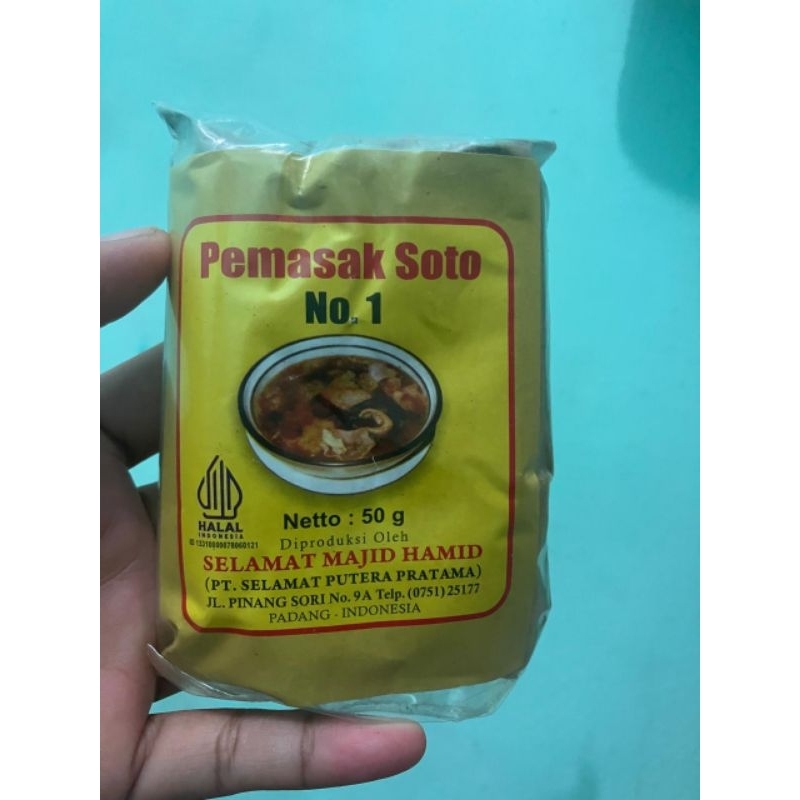 Pemasak Soto
No. 1
HALAL
INDONESIA
Netto : 50 g
Diproduksi Oleh
SELAMAT MAJID HAMID
(PT. SELAMAT PUTERA PRATAMA)
JL. PINANG SORI No. 9A Telp. (0751) 25177
PADANG - INDONESIA